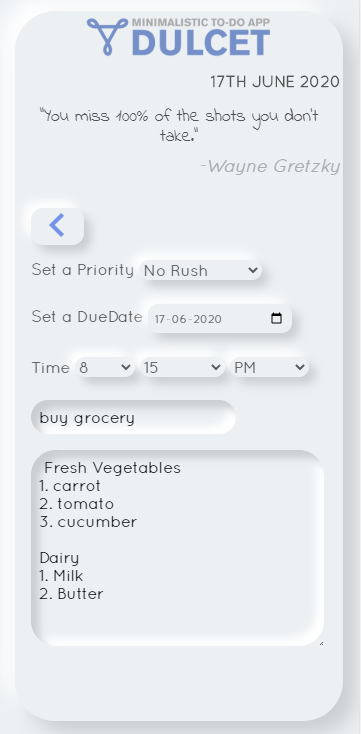 MINIMALISTIC TO-DO APP
DULCET
17TH JUNE 2020
"You miss 100% of the shots you don't
take."
-Wayne Gretzky
Set a Priority No Rush
Set a DueDate 17-06-2020
Time 8 15 PM
buy grocery
Fresh Vegetables
1. carrot
2. tomato
3. cucumber
Dairy
1. Milk
2. Butter